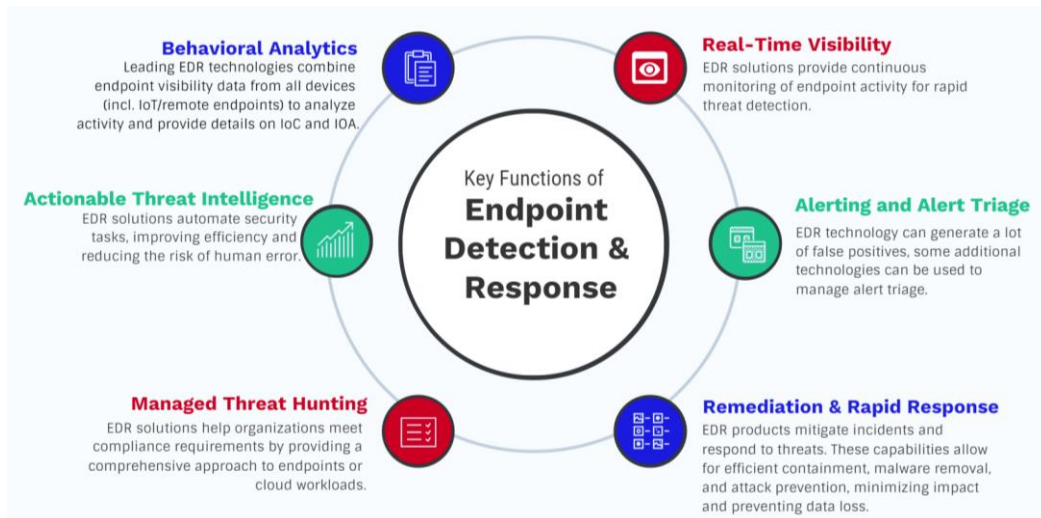 Key Functions of
Endpoint
Detection &
Response
Behavioral Analytics
Leading EDR technologies combine
endpoint visibility data from all devices
(incl. IoT/remote endpoints) to analyze
activity and provide details on IoC and IOA.
Real-Time Visibility
EDR solutions provide continuous
monitoring of endpoint activity for rapid
threat detection.
Actionable Threat Intelligence
EDR solutions automate security
tasks, improving efficiency and
reducing the risk of human error.
Alerting and Alert Triage
EDR technology can generate a lot
of false positives, some additional
technologies can be used to
manage alert triage.
Managed Threat Hunting
EDR solutions help organizations meet
compliance requirements by providing a
comprehensive approach to endpoints or
cloud workloads.
Remediation & Rapid Response
EDR products mitigate incidents and
respond to threats. These capabilities allow
for efficient containment, malware removal,
and attack prevention, minimizing impact
and preventing data loss.